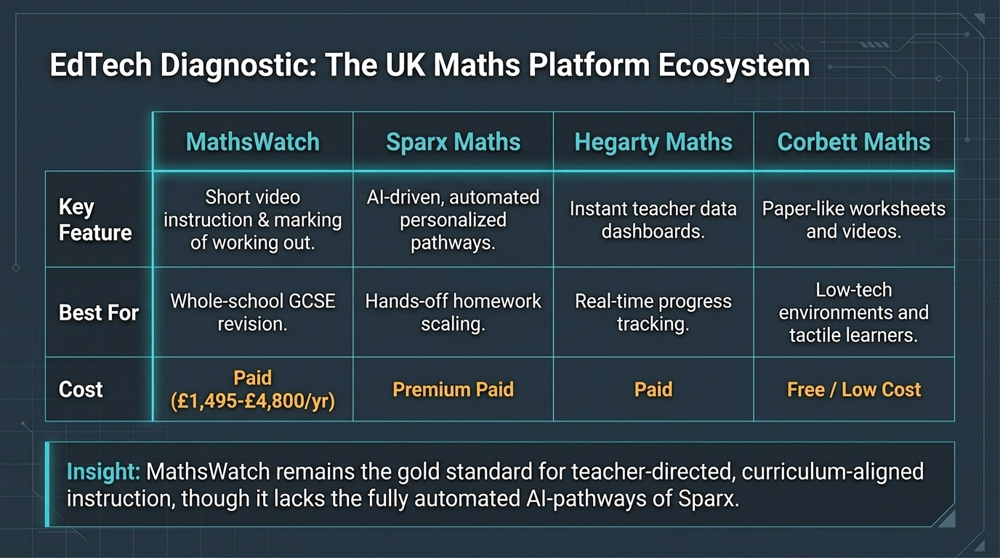 EdTech Diagnostic: The UK Maths Platform Ecosystem
MathsWatch
Sparx Maths
Hegarty Maths
Corbett Maths
Key
Feature
Short video
instruction & marking
of working out.
AI-driven, automated
personalized
pathways.
Instant teacher data
dashboards.
Paper-like worksheets
and videos.
Best For
Whole-school GCSE
revision.
Hands-off homework
scaling.
Real-time progress
tracking.
Low-tech
environments and
tactile learners.
Cost
Paid
(£1,495-£4,800/yr)
Premium Paid
Paid
Free / Low Cost
Insight: MathsWatch remains the gold standard for teacher-directed, curriculum-aligned
instruction, though it lacks the fully automated AI-pathways of Sparx.